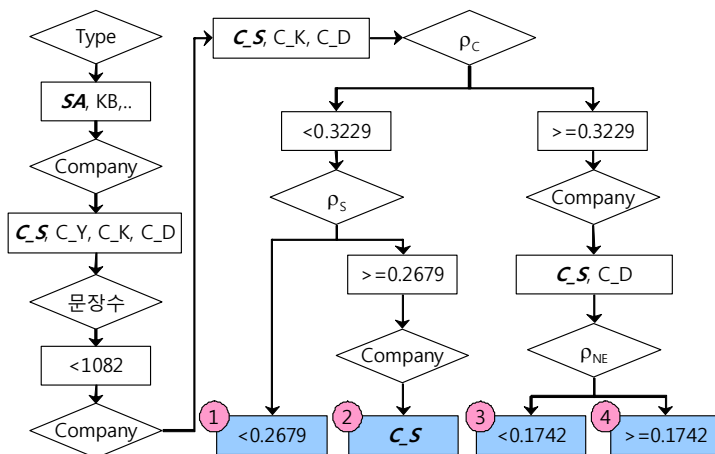 Type
SA, KB,..
Company
C_S, C_Y, C_K, C_D
문장수
<1082
Company
C_S, C_K, C_D
ρC
<0.3229
ρS
>=0.2679
Company
>=0.3229
Company
C_S, C_D
ρNE
1
<0.2679
2
C_S
3
<0.1742
4
>=0.1742